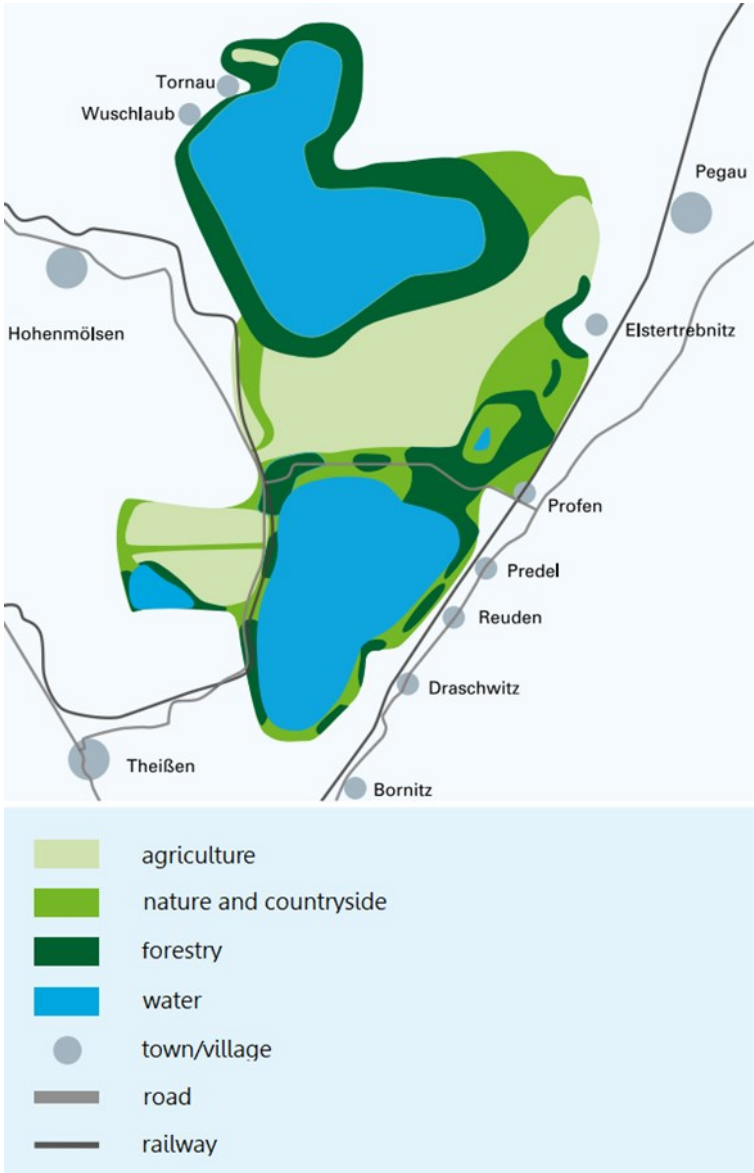 Tornau
Wuschlaub
Pegau
Hohenmölsen
Elstertrebnitz
Profen
Predel
Reuden
Draschwitz
Theißen
Bornitz
agriculture
nature and countryside
forestry
water
town/village
road
railway